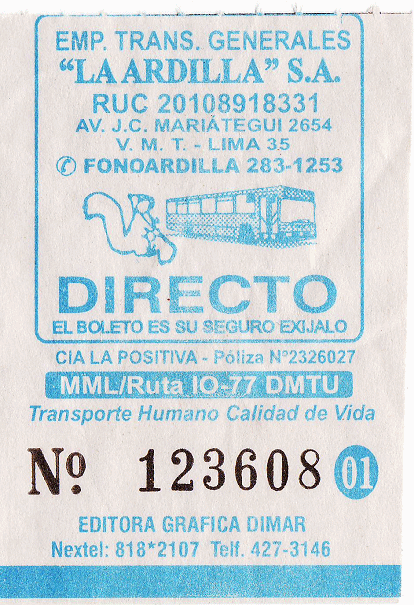 EMP. TRANS. GENERALES
"LA ARDILLA" S.A.
RUC 20108918331
AV. J.C. MARIÁTEGUI 2654
V. M. T. - LIMA 35
FONOARDILLA 283-1253
DIRECTO
EL BOLETO ES SU SEGURO EXIJALO
CIA LA POSITIVA - Póliza N°2326027
MML/Ruta IO-77 DMTU
Transporte Humano Calidad de Vida
Nº 123608 01
EDITORA GRAFICA DIMAR
Nextel: 818*2107 Telf. 427-3146